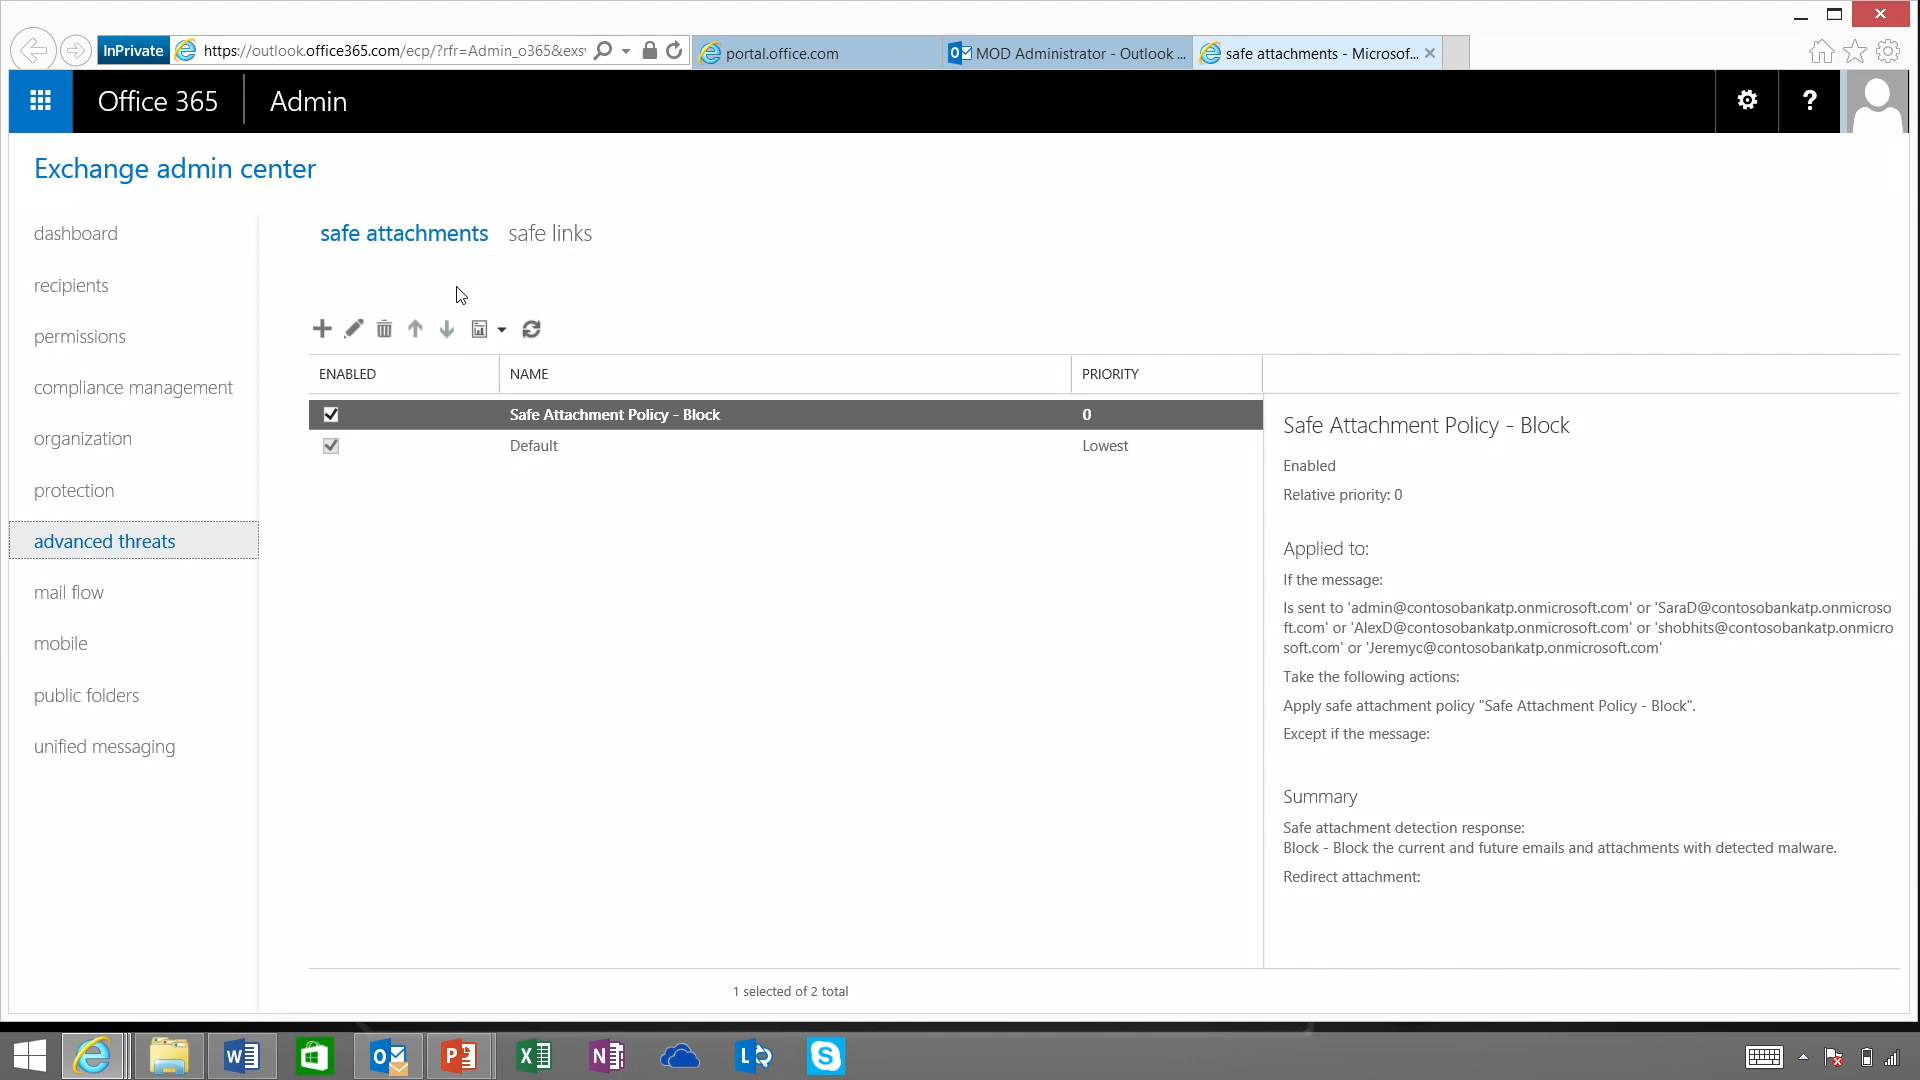 InPrivate
https://outlook.office365.com/ecp/?rfr=Admin_o365&exsv
portal.office.com
MOD Administrator - Outlook ...
safe attachments - Microsof...
Office 365
Admin
?
Exchange admin center
dashboard
recipients
permissions
compliance management
organization
protection
advanced threats
mail flow
mobile
public folders
unified messaging
safe attachments
safe links
ENABLED
NAME
PRIORITY
Safe Attachment Policy - Block
0
Default
Lowest
Safe Attachment Policy - Block
Enabled
Relative priority: 0
Applied to:
If the message:
Is sent to 'admin@contosobankatp.onmicrosoft.com' or 'SaraD@contosobankatp.onmicroso
ft.com' or 'AlexD@contosobankatp.onmicrosoft.com' or 'shobhits@contosobankatp.onmicro
soft.com' or 'Jeremyc@contosobankatp.onmicrosoft.com'
Take the following actions:
Apply safe attachment policy "Safe Attachment Policy - Block".
Except if the message:
Summary
Safe attachment detection response:
Block - Block the current and future emails and attachments with detected malware.
Redirect attachment:
1 selected of 2 total